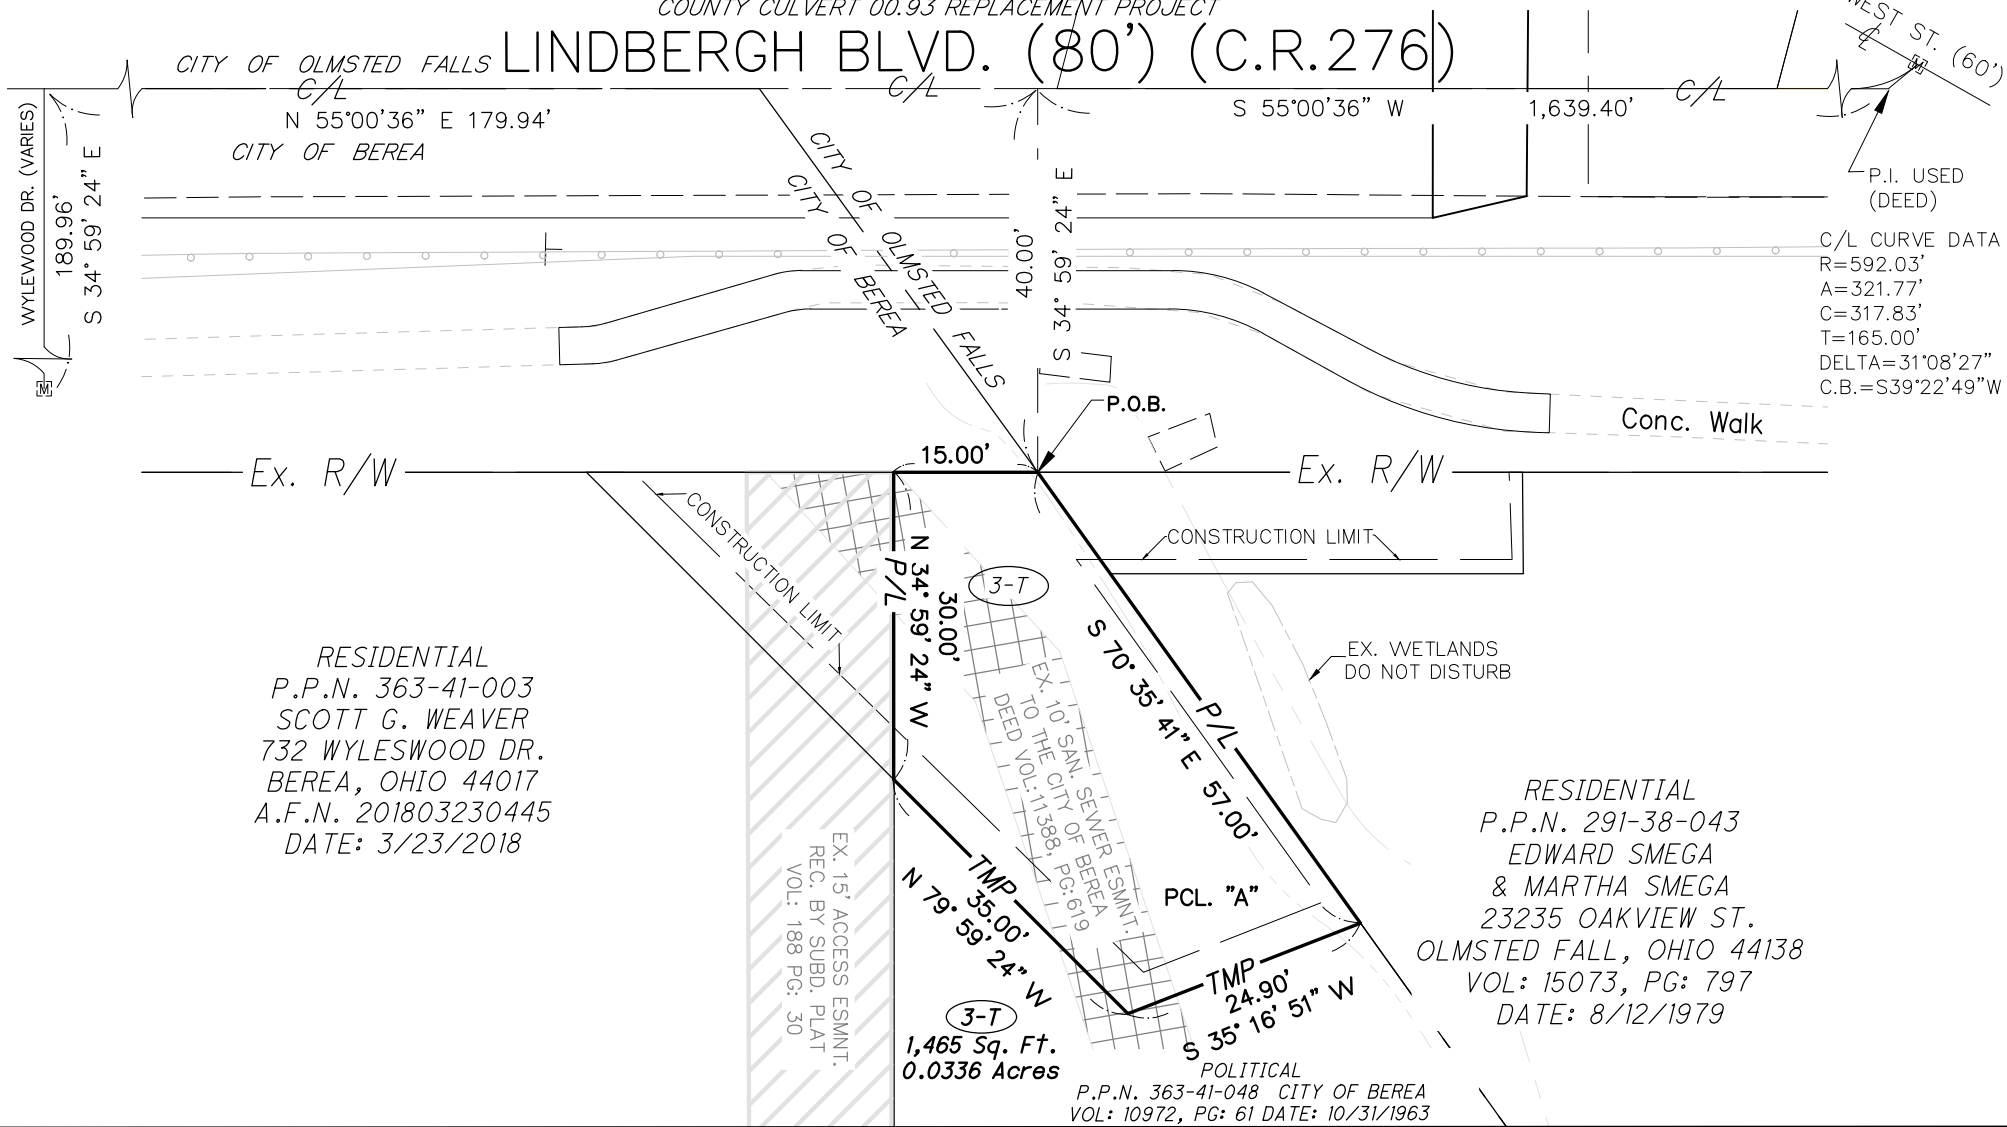 COUNTY CULVERT 00.93 REPLACEMENT PROJECT
LINDBERGH BLVD. (80') (C.R.276)
CITY OF OLMSTED FALLS
C/L
C/L
C/L
WEST ST. (60')
N 55°00'36" E 179.94'
S 55°00'36" W 1,639.40'
CITY OF BEREA
WYLEWOOD DR. (VARIES)
189.96'
S 34° 59' 24" E
M
M
P.I. USED
(DEED)
C/L CURVE DATA
R=592.03'
A=321.77'
C=317.83'
T=165.00'
DELTA=31°08'27"
C.B.=S39°22'49"W
CITY OF OLMSTED FALLS
CITY OF BEREA
40.00'
S 34° 59' 24" E
P.O.B.
Conc. Walk
15.00'
Ex. R/W
Ex. R/W
CONSTRUCTION LIMIT
CONSTRUCTION LIMIT
P/L
N 34° 59' 24" W
30.00'
3-T
S 70° 35' 41" E 57.00'
P/L
EX. WETLANDS
DO NOT DISTURB
EX. 10' SAN. SEWER ESMNT.
TO THE CITY OF BEREA
DEED VOL:11388, PG:619
RESIDENTIAL
P.P.N. 363-41-003
SCOTT G. WEAVER
732 WYLESWOOD DR.
BEREA, OHIO 44017
A.F.N. 201803230445
DATE: 3/23/2018
RESIDENTIAL
P.P.N. 291-38-043
EDWARD SMEGA
& MARTHA SMEGA
23235 OAKVIEW ST.
OLMSTED FALL, OHIO 44138
VOL: 15073, PG: 797
DATE: 8/12/1979
EX. 15' ACCESS ESMNT.
REC. BY SUBD. PLAT
VOL: 188 PG: 30
TMP
35.00'
N 79° 59' 24" W
PCL. "A"
TMP
24.90'
S 35° 16' 51" W
3-T
1,465 Sq. Ft.
0.0336 Acres
POLITICAL
P.P.N. 363-41-048 CITY OF BEREA
VOL: 10972, PG: 61 DATE: 10/31/1963